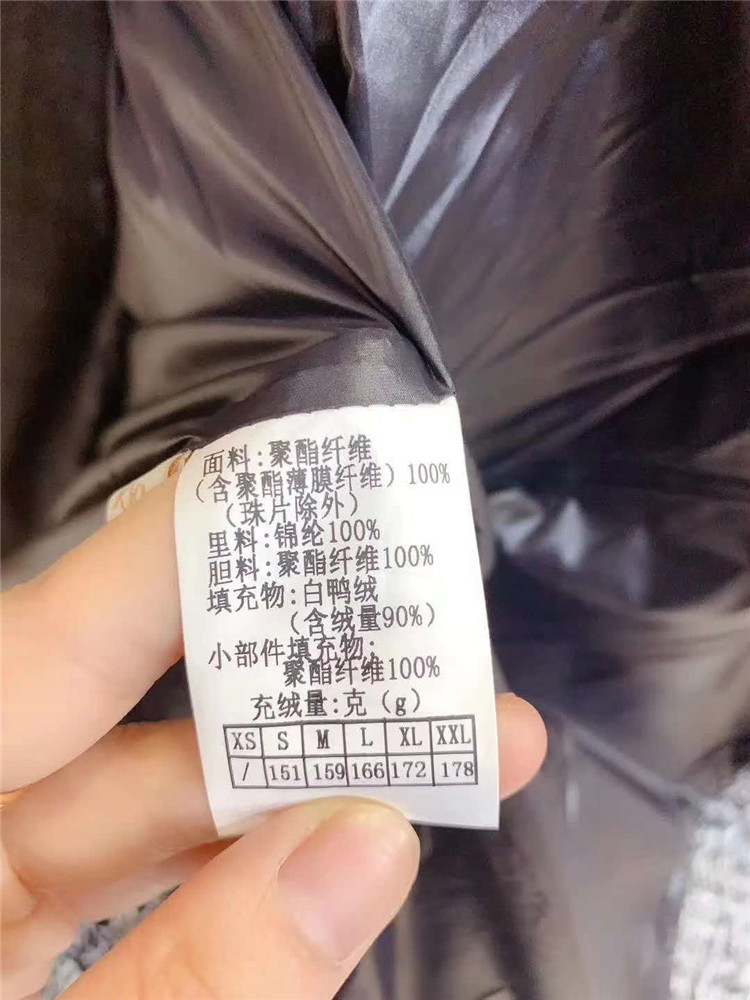 面料:聚酯纤维
(含聚酯薄膜纤维)100%
(珠片除外)
里料:锦纶100%
胆料:聚酯纤维100%
填充物:白鸭绒
(含绒量90%)
小部件填充物:
聚酯纤维100%
充绒量:克(g)
XS S M L XL XXL
/ 151 159 166 172 178